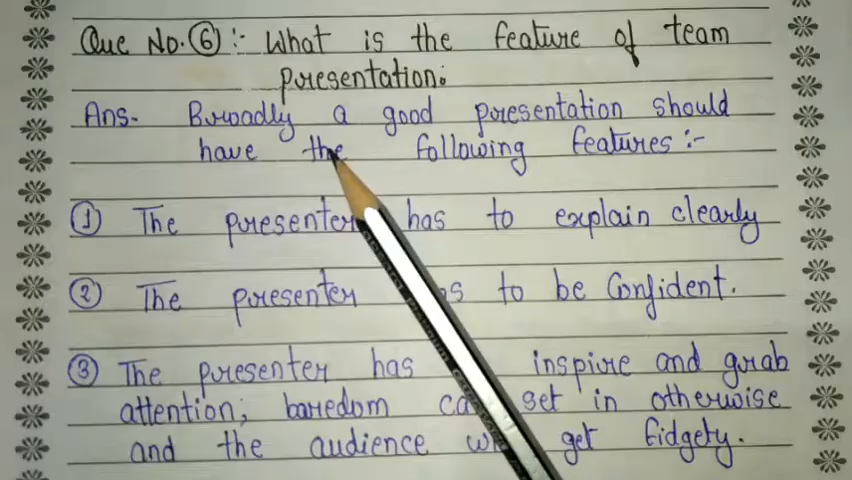 Que No. 6 :- What is the feature of team
presentation.
Ans- Broadly a good presentation should
have the following features :-
1 The presenter has to explain clearly
2 The presenter to be Confident.
3 The presenter has inspire and grab
attention; baredom set in otherwise
and the audience get fidgety.